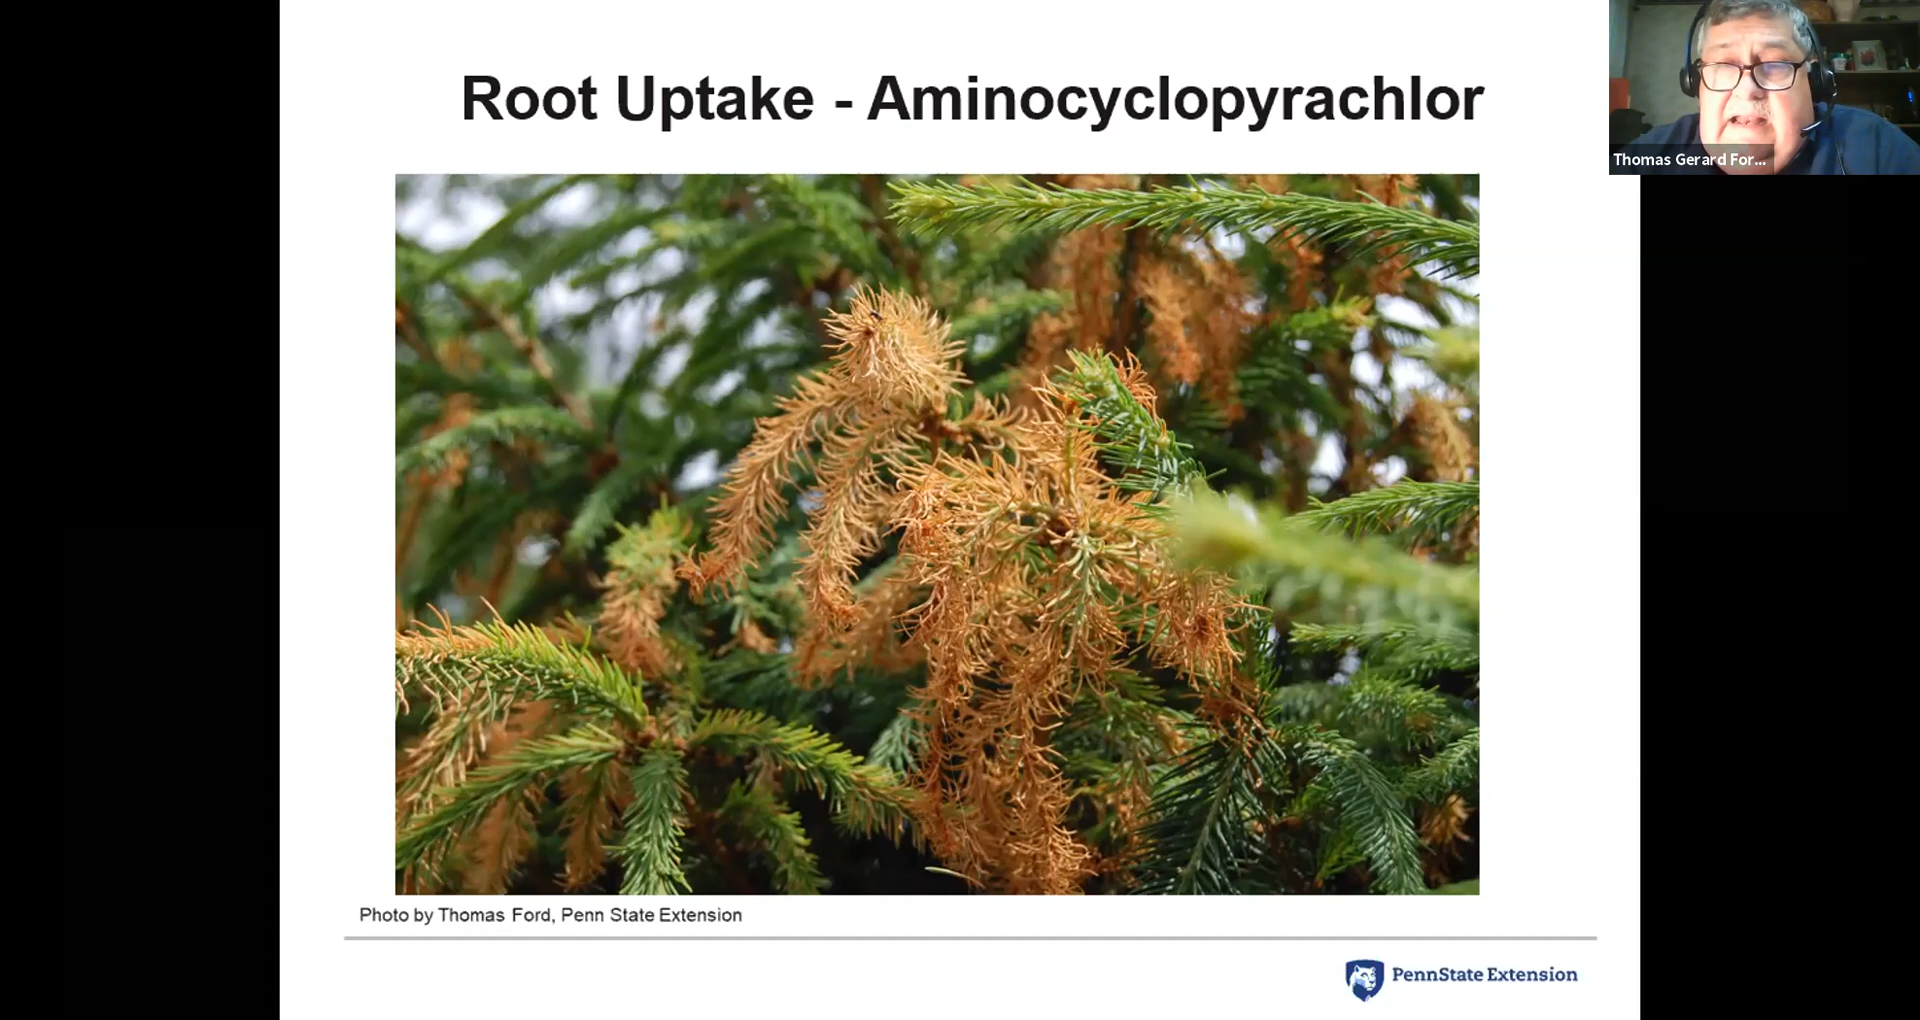 Root Uptake - Aminocyclopyrachlor
Thomas Gerard For...
Photo by Thomas Ford, Penn State Extension
PennState Extension